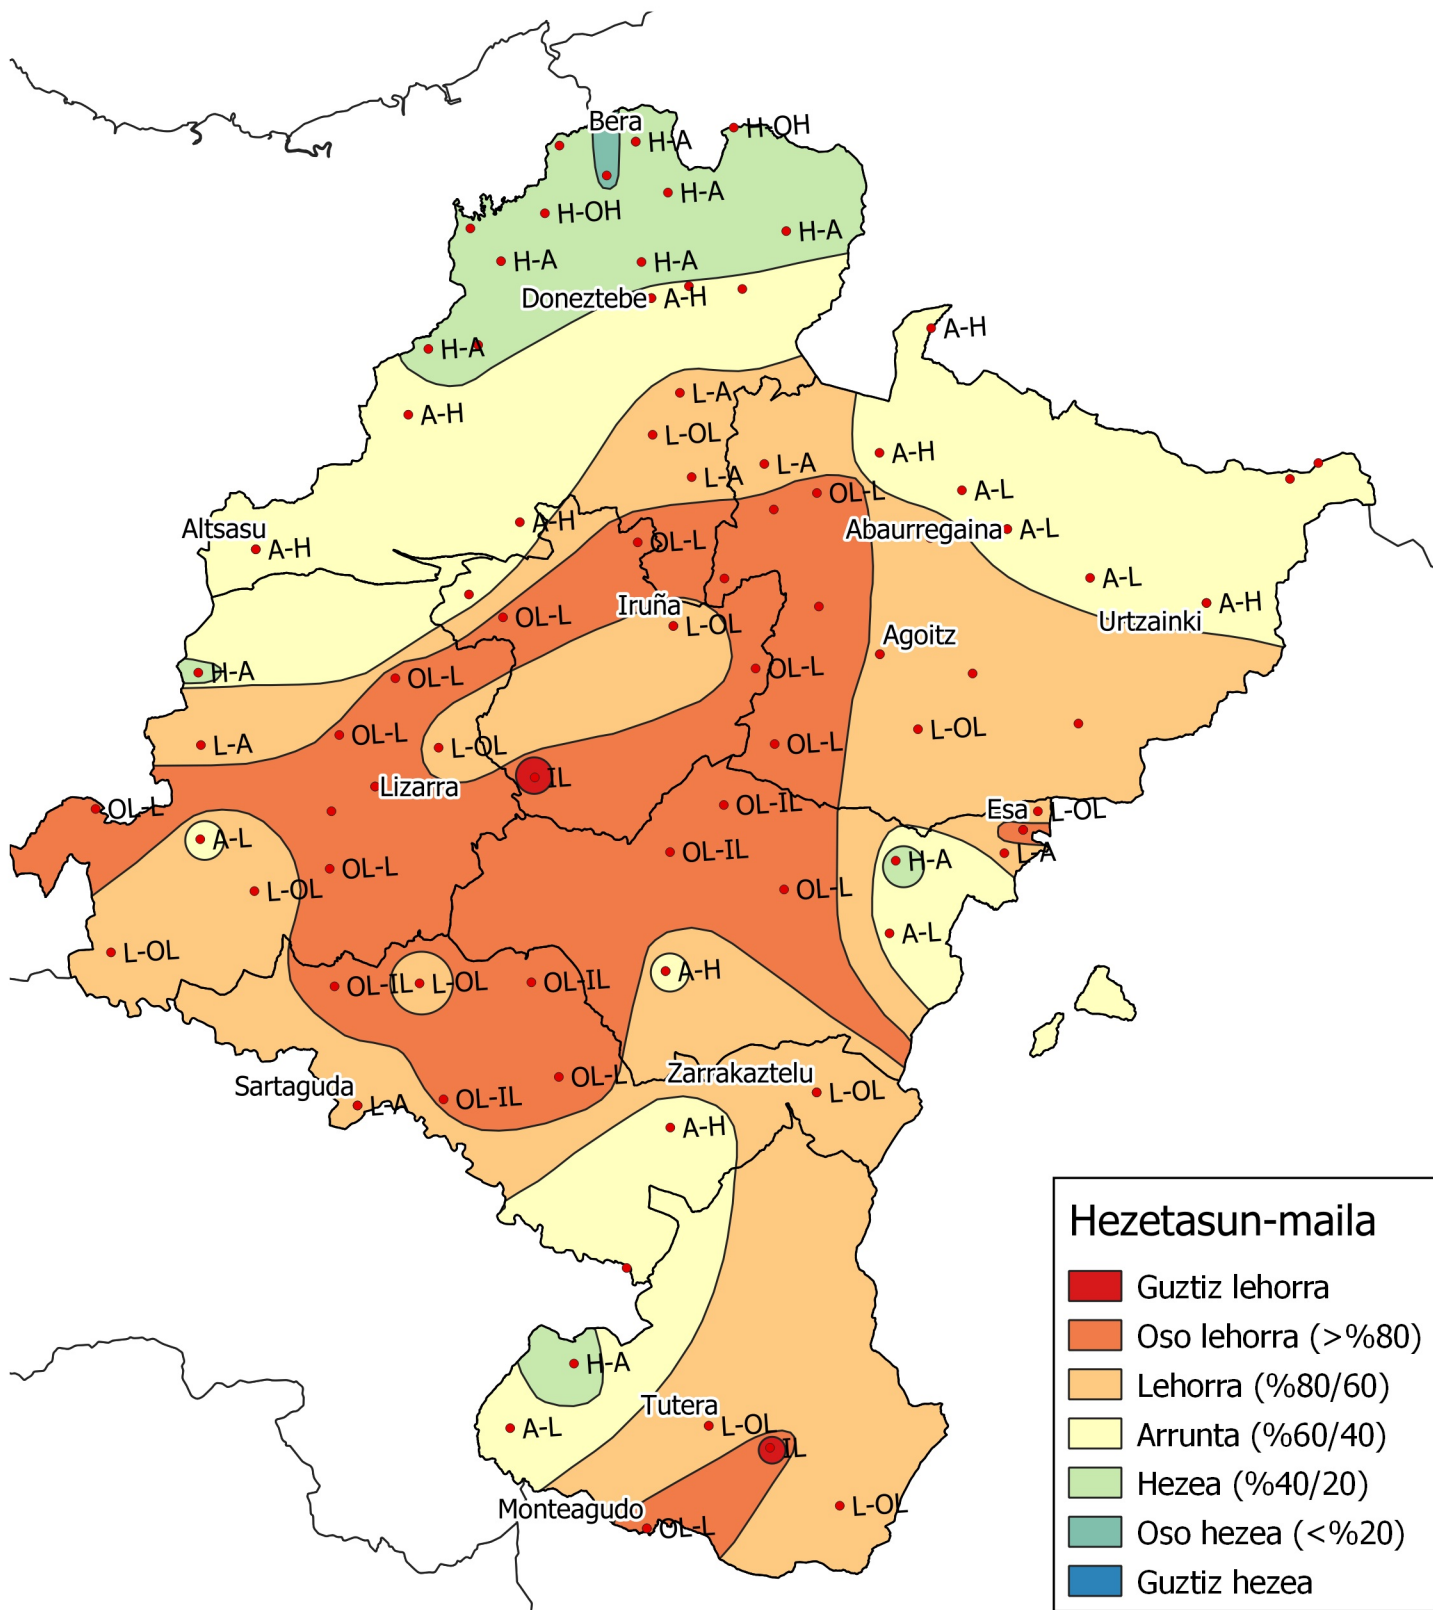 Bera
H-A
H-OH
H-A
H-OH
H-A
H-A
H-A
Doneztebe
A-H
A-H
H-A
L-A
A-H
L-OL
A-H
L-A
L-A
OL-L
A-L
A-H
Altsasu
A-H
Abaurregaina
A-L
OL-L
A-L
Iruña
OL-L
L-OL
A-H
Urtzainki
Agoitz
H-A
OL-L
OL-L
L-A
OL-L
L-OL
OL-L
L-OL
IL
Lizarra
OL-L
OL-IL
Esa
L-OL
A-L
OL-IL
L-A
H-A
OL-L
L-OL
OL-L
A-L
L-OL
A-H
OL-IL
L-OL
OL-IL
Zarrakaztelu
OL-L
Sartaguda
L-A
OL-IL
L-OL
A-H
H-A
Tutera
A-L
L-OL
IL
Monteagudo
L-OL
OL-L
Hezetasun-maila
Guztiz lehorra
Oso lehorra (>%80)
Lehorra (%80/60)
Arrunta (%60/40)
Hezea (%40/20)
Oso hezea (<%20)
Guztiz hezea